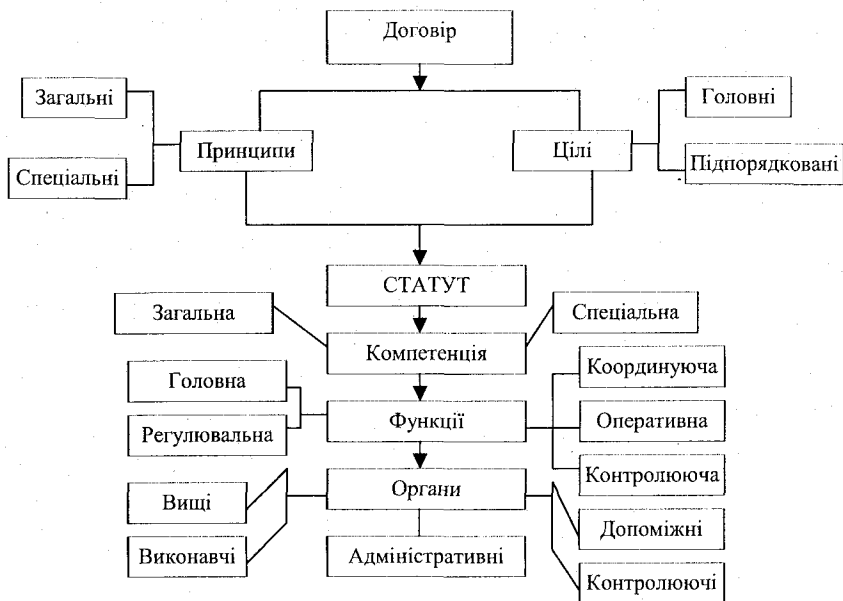 Договір
Загальні
Головні
Принципи
Цілі
Спеціальні
Підпорядковані
СТАТУТ
Загальна
Спеціальна
Компетенція
Головна
Координуюча
Функції
Регулювальна
Оперативна
Контролююча
Вищі
Органи
Допоміжні
Виконавчі
Адміністративні
Контролюючі